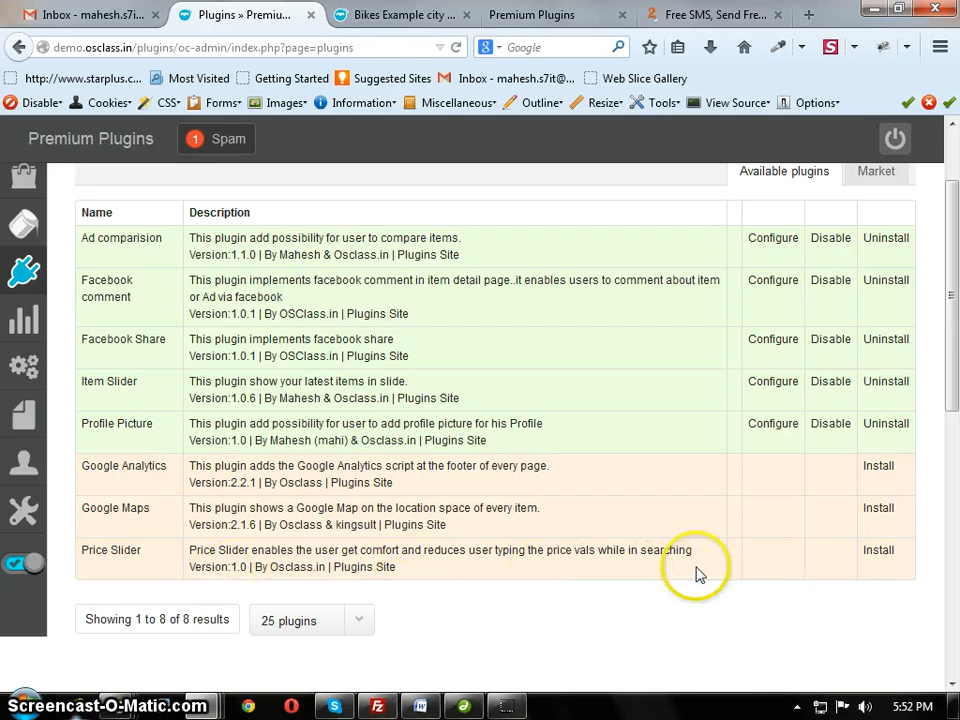 mahesh.s7i...
Plugins » Premiu...
Bikes Example city ...
Premium Plugins
Free SMS, Send Fre...
demo.osclass.in/plugins/oc-admin/index.php?page=plugins
Google
http://www.starplus.c...
Most Visited
Getting Started
Suggested Sites
Inbox - mahesh.s7it@...
Web Slice Gallery
Disable
Cookies
CSS
Forms
Images
Information
Miscellaneous
Outline
Resize
Tools
View Source
Options
Premium Plugins
1
Spam
Available plugins
Market
Name
Description
Ad comparision
This plugin add possibility for user to compare items.
Version:1.1.0 | By Mahesh & Osclass.in | Plugins Site
Configure
Disable
Uninstall
Facebook
comment
This plugin implements facebook comment in item detail page..it enables users to comment about item
or Ad via facebook
Version:1.0.1 | By OSClass.in | Plugins Site
Configure
Disable
Uninstall
Facebook Share
This plugin implements facebook share
Version:1.0.1 | By OSClass.in | Plugins Site
Configure
Disable
Uninstall
Item Slider
This plugin show your latest items in slide.
Version:1.0.6 | By Mahesh & Osclass.in | Plugins Site
Configure
Disable
Uninstall
Profile Picture
This plugin add possibility for user to add profile picture for his Profile
Version:1.0 | By Mahesh (mahi) & Osclass.in | Plugins Site
Configure
Disable
Uninstall
Google Analytics
This plugin adds the Google Analytics script at the footer of every page.
Version:2.2.1 | By Osclass | Plugins Site
Install
Google Maps
This plugin shows a Google Map on the location space of every item.
Version:2.1.6 | By Osclass & kingsult | Plugins Site
Install
Price Slider
Price Slider enables the user get comfort and reduces user typing the price vals while in searching
Version:1.0 | By Osclass.in | Plugins Site
Install
Showing 1 to 8 of 8 results
25 plugins
Screencast-O-Matic.com
5:52 PM